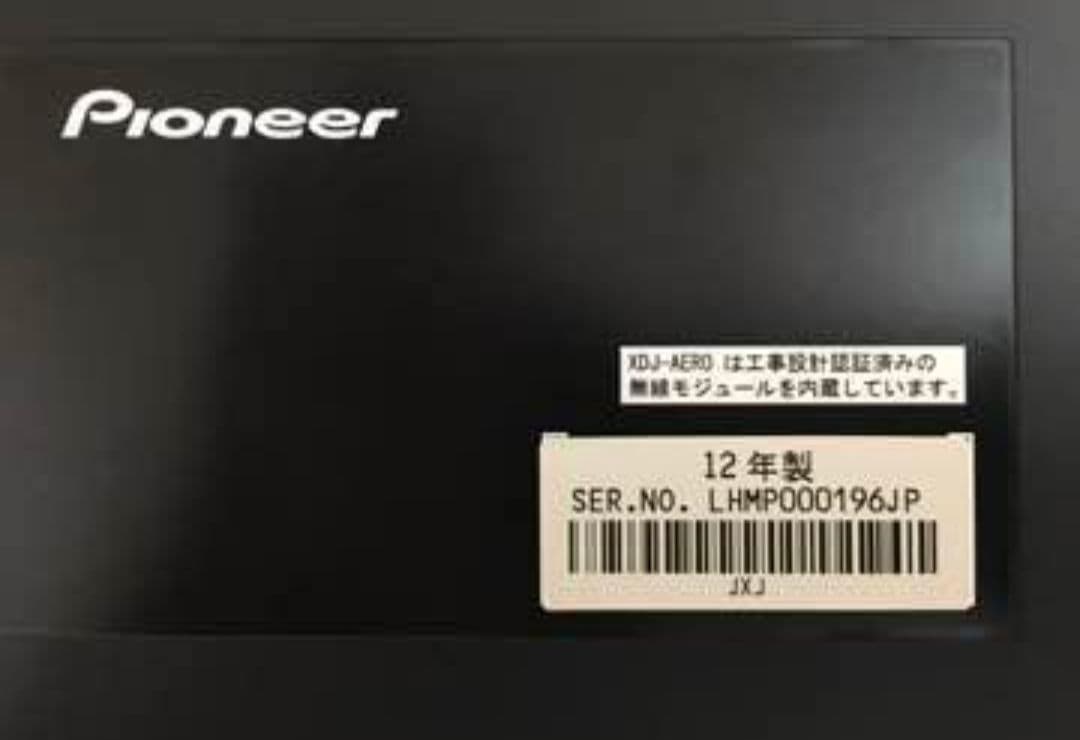 Pioneer
XDJ-AERO は工事設計認証済みの
無線モジュールを内蔵しています。
12 年製
SER.NO. LHMP000196JP
JXJ